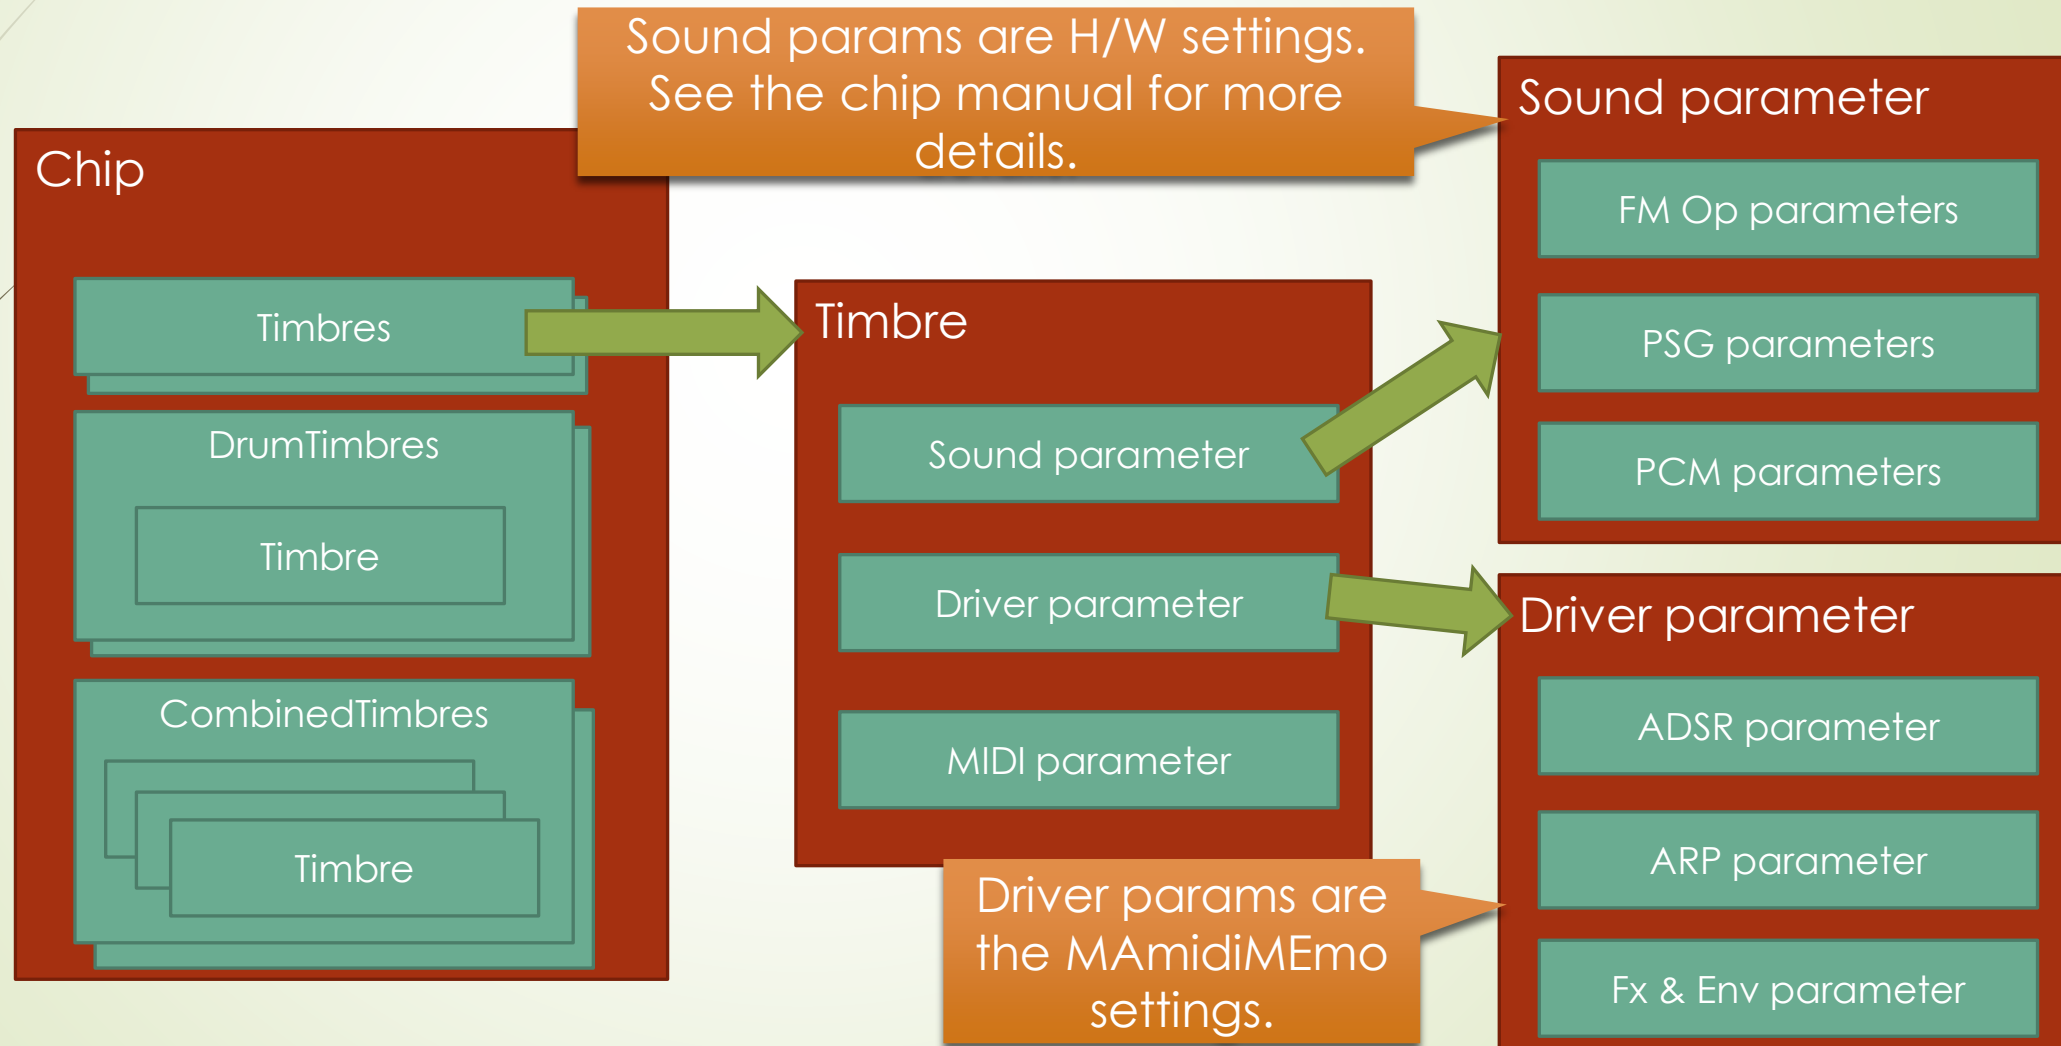 Sound params are H/W settings.
See the chip manual for more
details.
Chip
Timbres
DrumTimbres
Timbre
CombinedTimbres
Timbre
Timbre
Sound parameter
Driver parameter
MIDI parameter
Driver params are
the MAmidiMEmo
settings.
Sound parameter
FM Op parameters
PSG parameters
PCM parameters
Driver parameter
ADSR parameter
ARP parameter
Fx & Env parameter